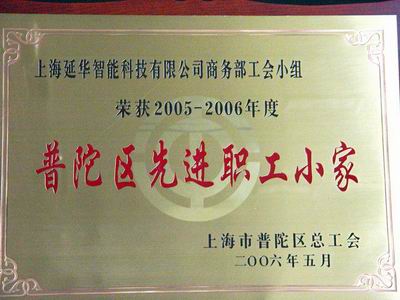 上海延华智能科技有限公司商务部工会小组
荣获2005-2006年度
普陀区先进职工小家
上海市普陀区总工会
二OO六年五月